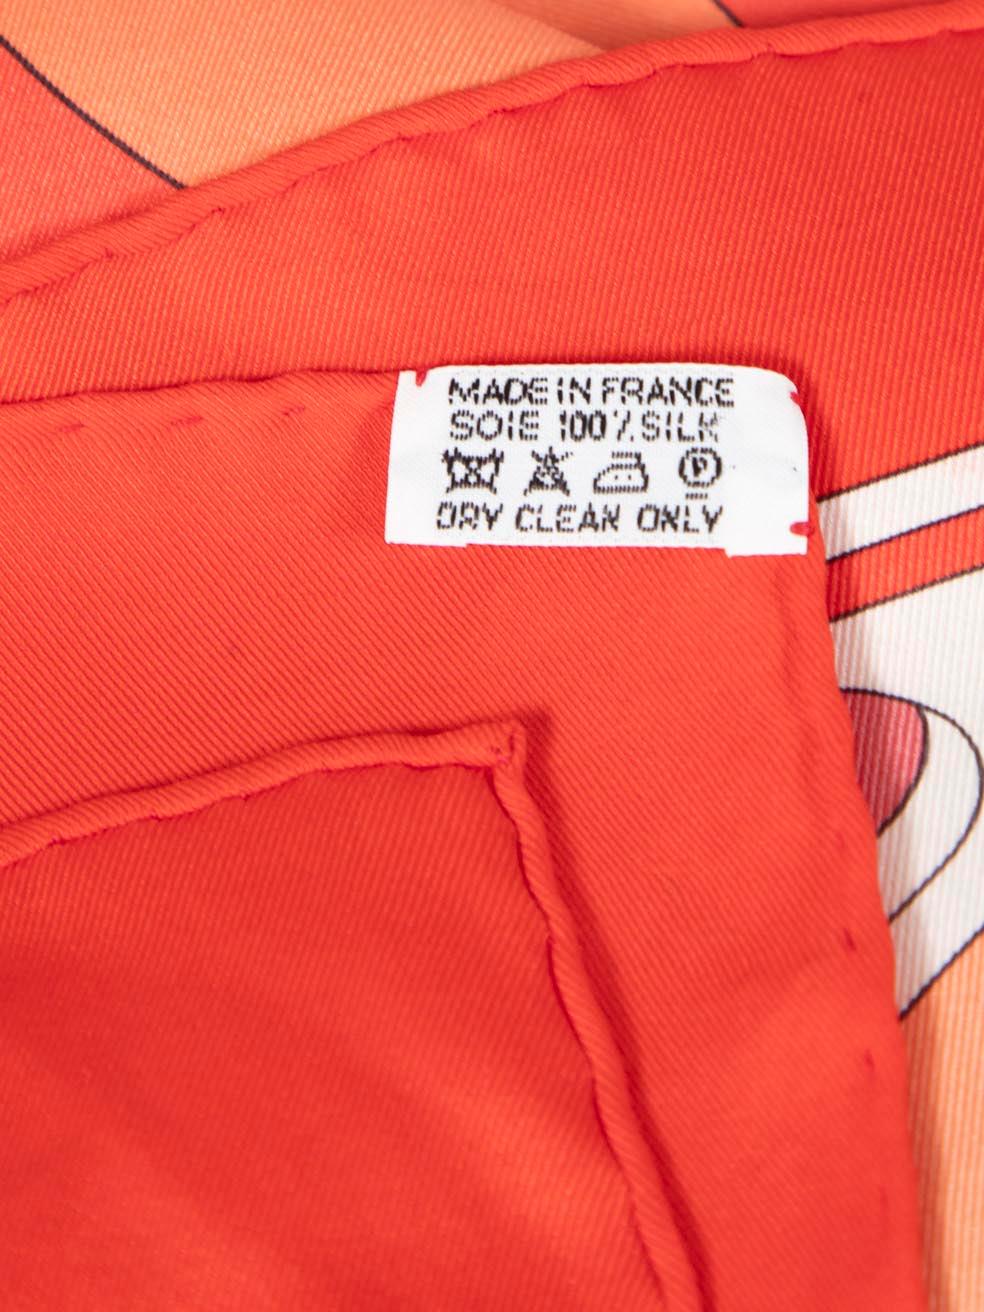 MADE IN FRANCE
SOIE 100% SILK
P
DRY CLEAN ONLY